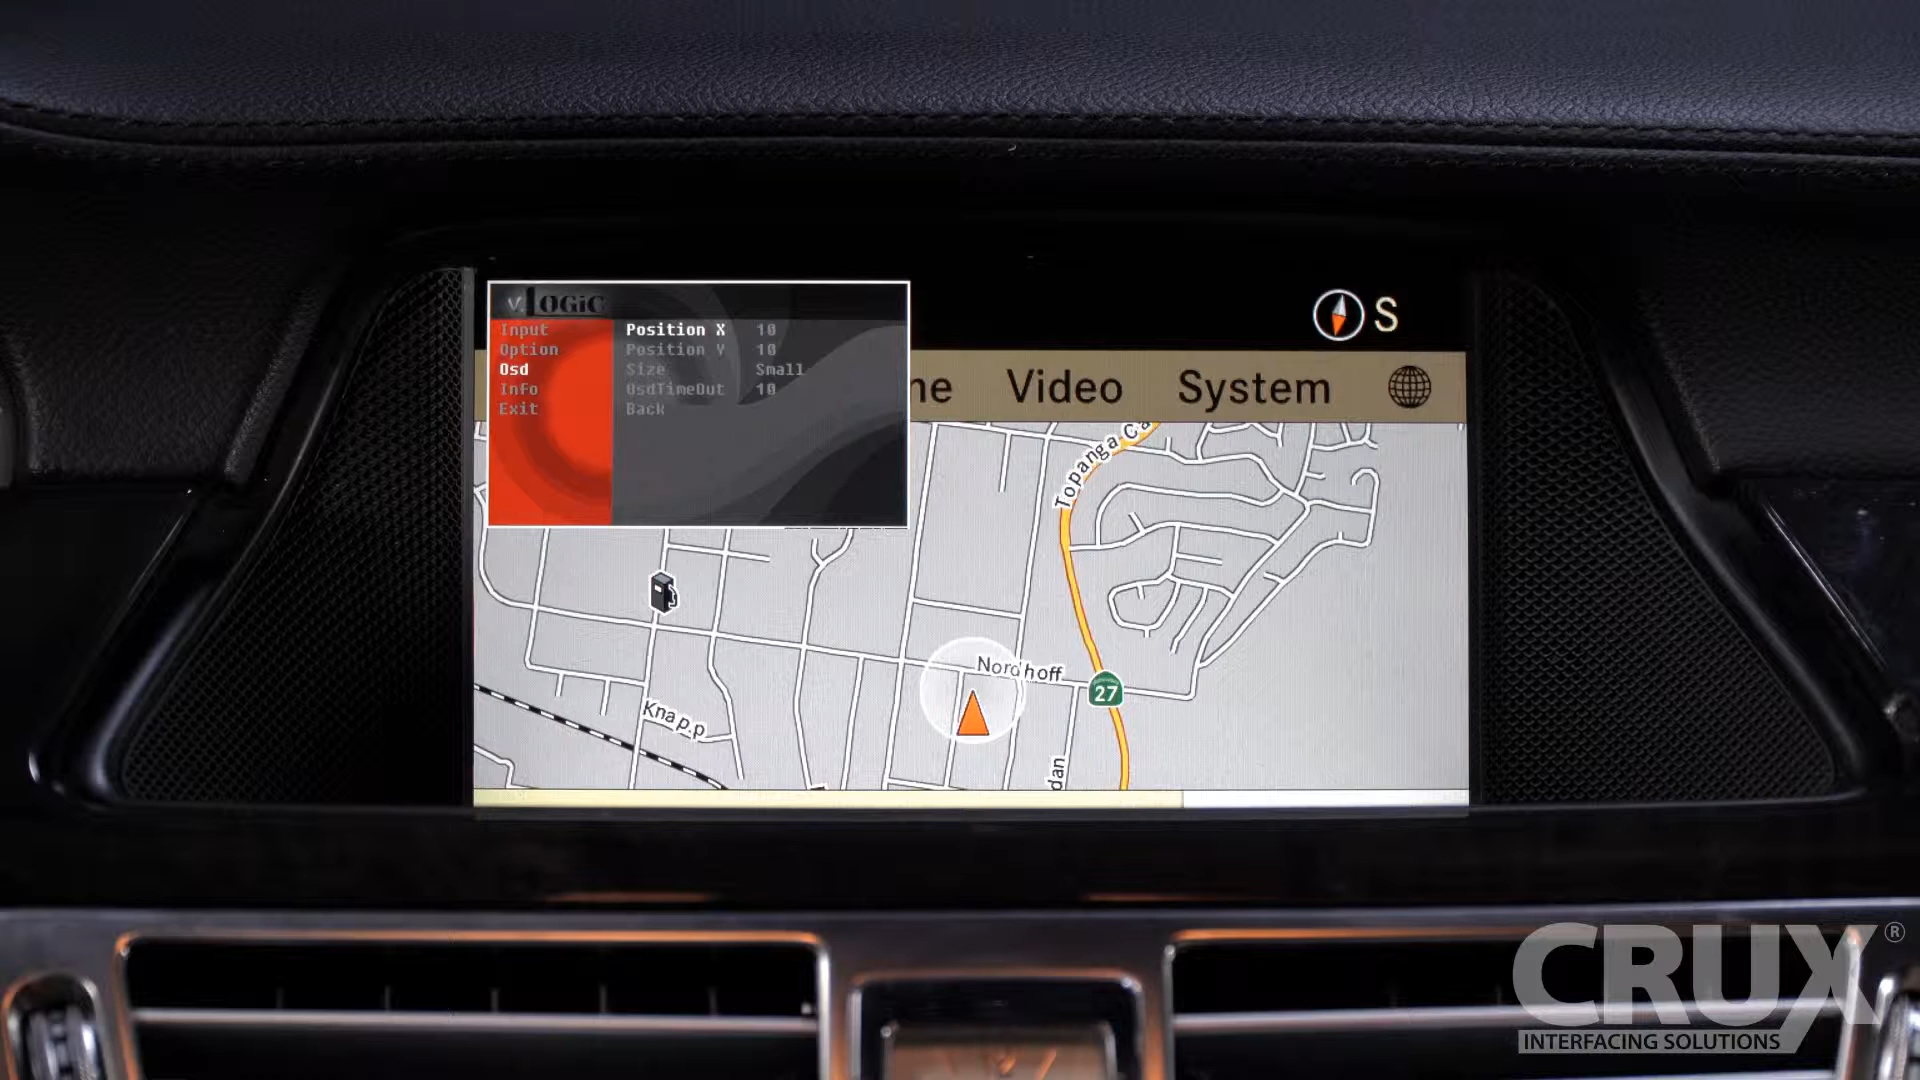 v.LOGiC
Input Position X 10
Option Position Y 10
Osd Size Small
Info OsdTimeOut 10
Exit Back
S
me Video System
Topanga Ca
Nordhoff
27
Knapp
dan
CRUX®
INTERFACING SOLUTIONS